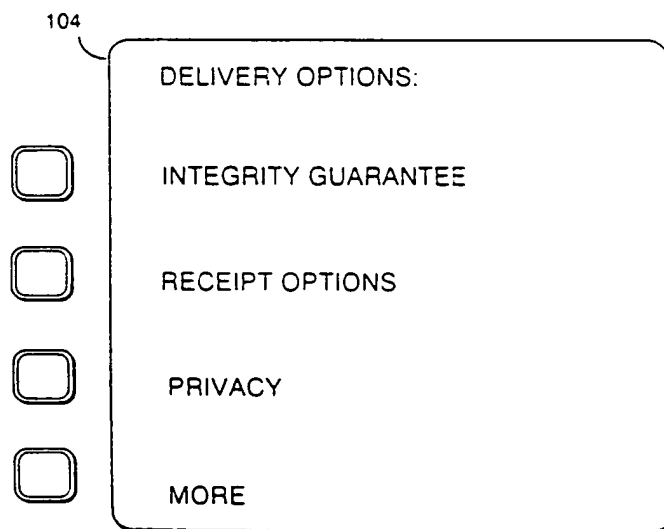 104
DELIVERY OPTIONS:
INTEGRITY GUARANTEE
RECEIPT OPTIONS
PRIVACY
MORE